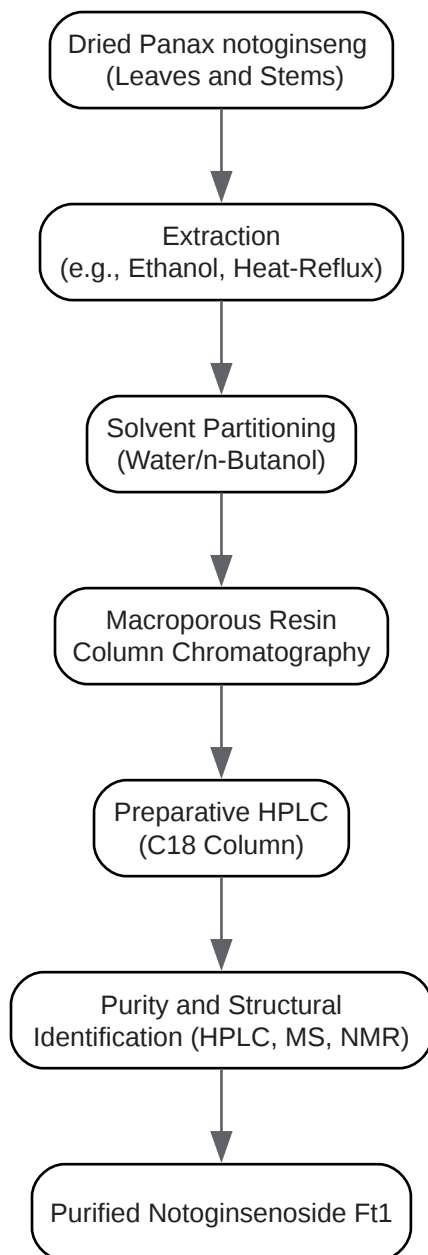 Dried Panax notoginseng
(Leaves and Stems)
Extraction
(e.g., Ethanol, Heat-Reflux)
Solvent Partitioning
(Water/n-Butanol)
Macroporous Resin
Column Chromatography
Preparative HPLC
(C18 Column)
Purity and Structural
Identification (HPLC, MS, NMR)
Purified Notoginsenoside Ft1